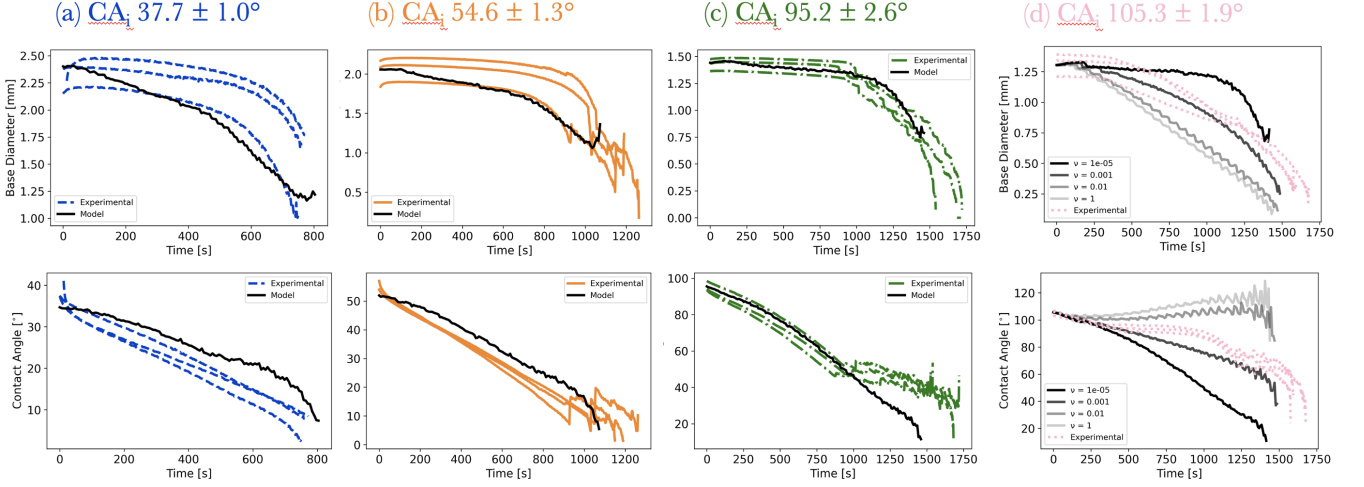 (a) CAi 37.7 ± 1.0°
(b) CAi 54.6 ± 1.3°
(c) CAi 95.2 ± 2.6°
(d) CAi 105.3 ± 1.9°
Base Diameter [mm]
2.50
2.25
2.00
1.75
1.50
1.25
1.00
Experimental
Model
0 200 400 600 800
Time [s]
2.0
1.5
1.0
0.5
Experimental
Model
0 200 400 600 800 1000 1200
Time [s]
1.50
1.25
1.00
0.75
0.50
0.25
0.00
Experimental
Model
0 250 500 750 1000 1250 1500 1750
Time [s]
Base Diameter [mm]
1.25
1.00
0.75
0.50
0.25
ν = 1e-05
ν = 0.001
ν = 0.01
ν = 1
Experimental
0 250 500 750 1000 1250 1500 1750
Time [s]
Contact Angle [°]
40
30
20
10
Experimental
Model
0 200 400 600 800
Time [s]
50
40
30
20
10
0
Experimental
Model
0 200 400 600 800 1000 1200
Time [s]
100
80
60
40
20
Experimental
Model
0 250 500 750 1000 1250 1500 1750
Time [s]
Contact Angle [°]
120
100
80
60
40
20
0
ν = 1e-05
ν = 0.001
ν = 0.01
ν = 1
Experimental
0 250 500 750 1000 1250 1500 1750
Time [s]